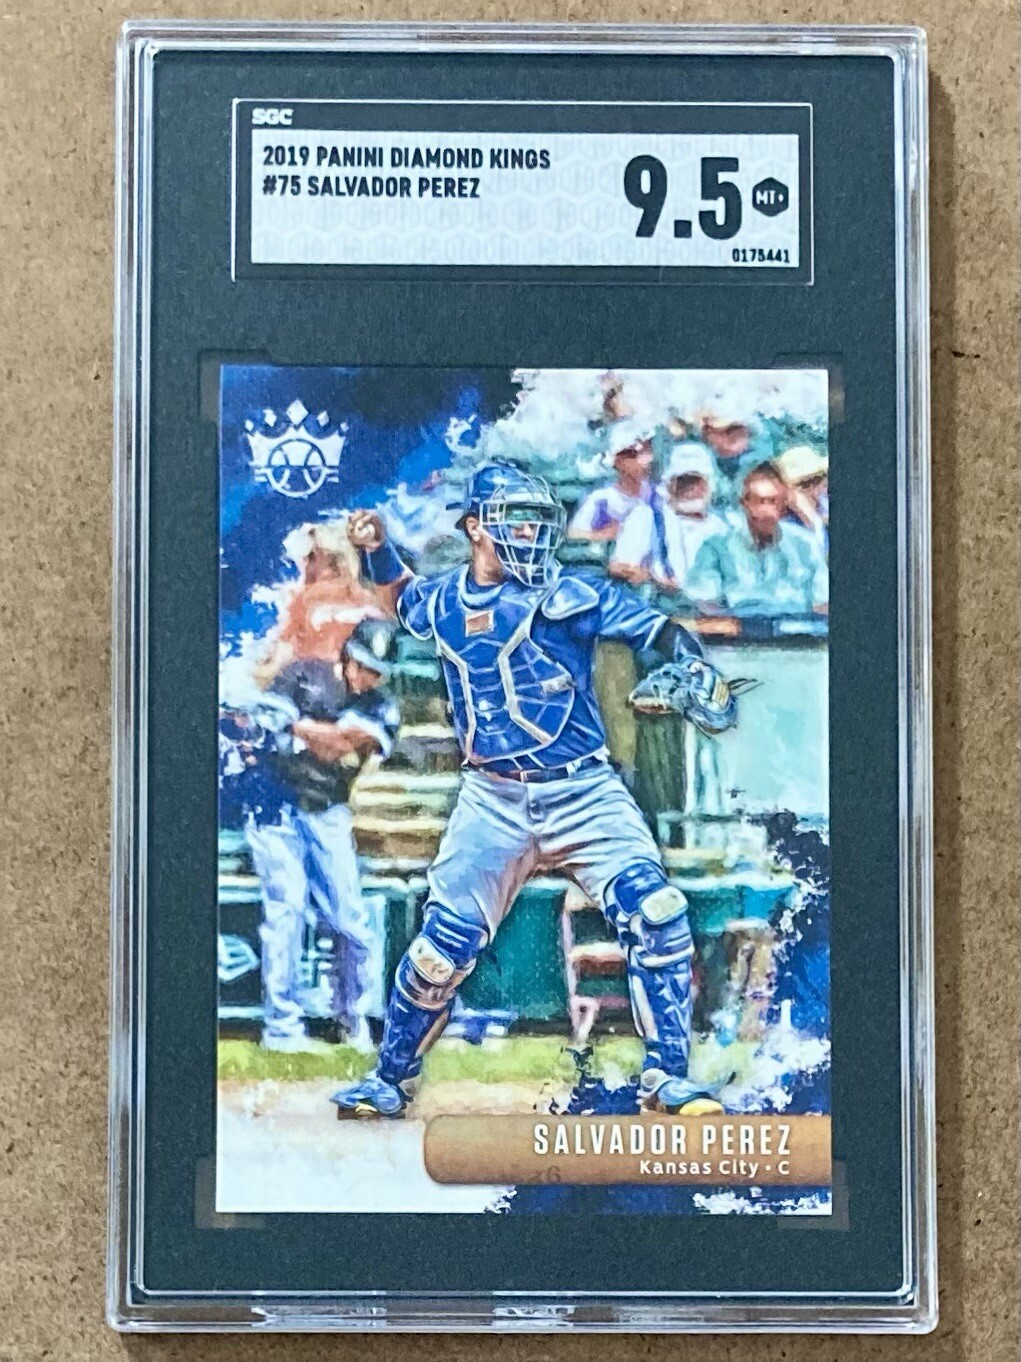 SGC
2019 PANINI DIAMOND KINGS
#75 SALVADOR PEREZ
9.5
MT+
0175441
SALVADOR PEREZ
Kansas City • C